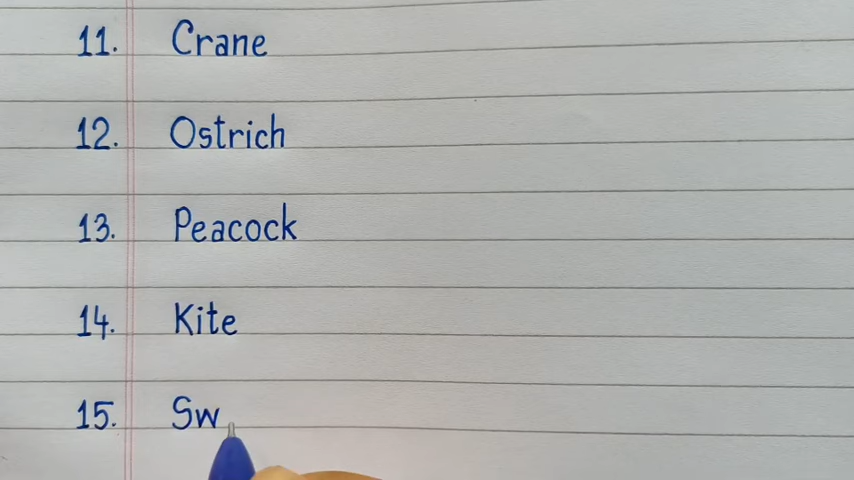 11. Crane
12. Ostrich
13. Peacock
14. Kite
15. Sw